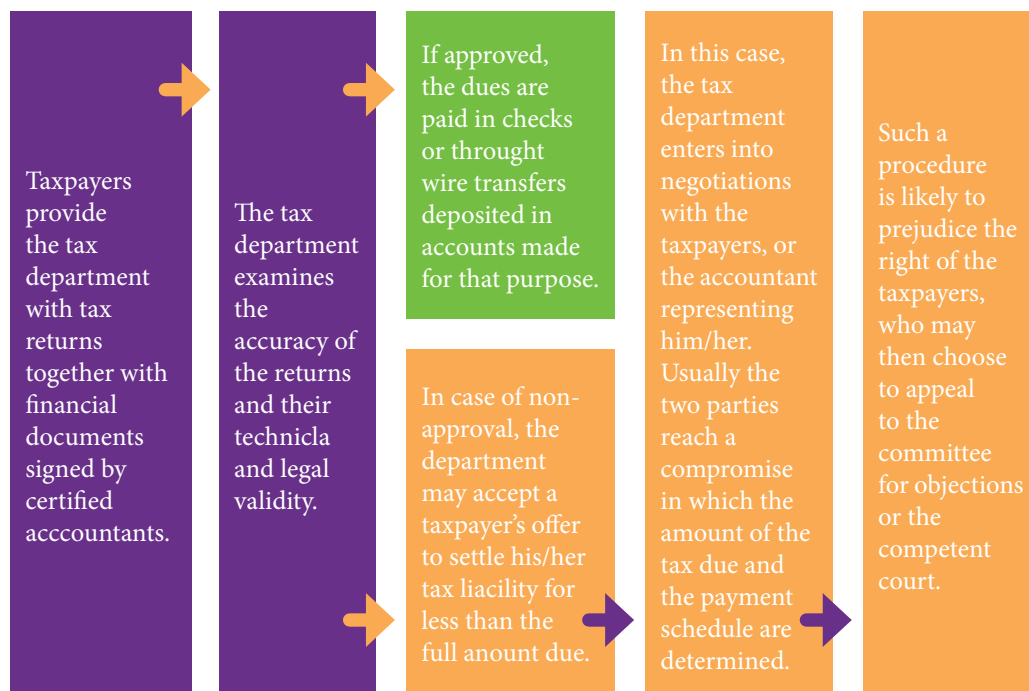 Taxpayers
provide
the tax
department
with tax
returns
together with
financial
documents
signed by
certified
acccountants.
The tax
department
examines
the
accuracy of
the returns
and their
technicla
and legal
validity.
If approved,
the dues are
paid in checks
or throught
wire transfers
deposited in
accounts made
for that purpose.
In case of non-
approval, the
department
may accept a
taxpayer’s offer
to settle his/her
tax liacility for
less than the
full anount due.
In this case,
the tax
department
enters into
negotiations
with the
taxpayers, or
the accountant
representing
him/her.
Usually the
two parties
reach a
compromise
in which the
amount of the
tax due and
the payment
schedule are
determined.
Such a
procedure
is likely to
prejudice the
right of the
taxpayers,
who may
then choose
to appeal
to the
committee
for objections
or the
competent
court.